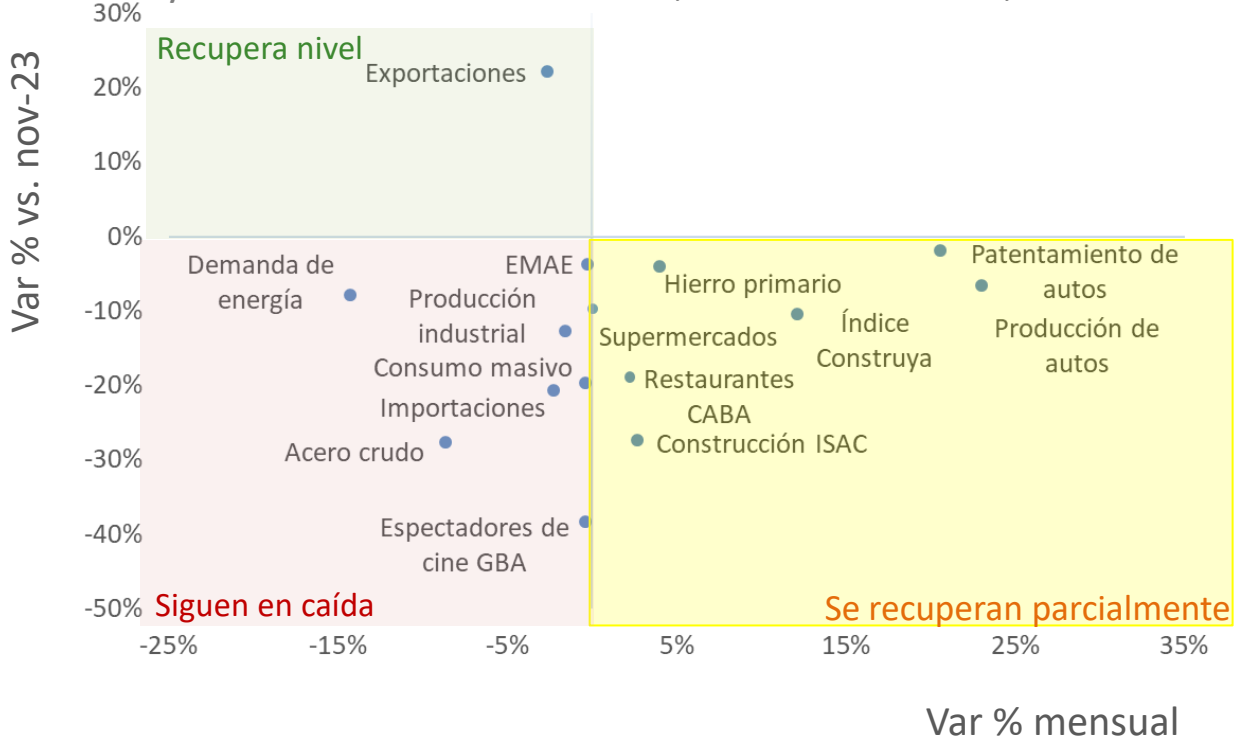 30%
Recupera nivel
Exportaciones
20%
10%
0%
Var % vs. nov-23
Demanda de
energía
EMAE
Hierro primario
Patentamiento de
autos
-10%
Producción
industrial
Supermercados
Índice
Construya
Producción de
autos
Consumo masivo
-20%
Importaciones
Restaurantes
CABA
Acero crudo
Construcción ISAC
-30%
-40%
Espectadores de
cine GBA
-50%
Siguen en caída
Se recuperan parcialmente
-25%
-15%
-5%
5%
15%
25%
35%
Var % mensual